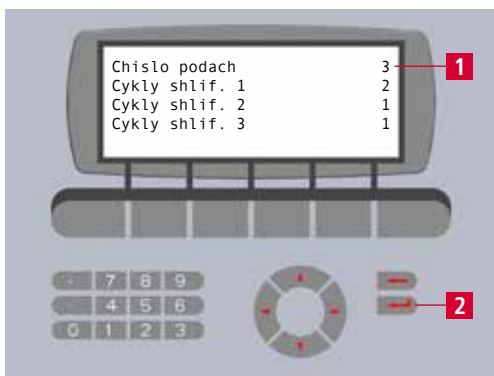 Chislo podach 3 1
Cykly shlif. 1 2
Cykly shlif. 2 1
Cykly shlif. 3 1
7 8 9
4 5 6 2
0 1 2 3